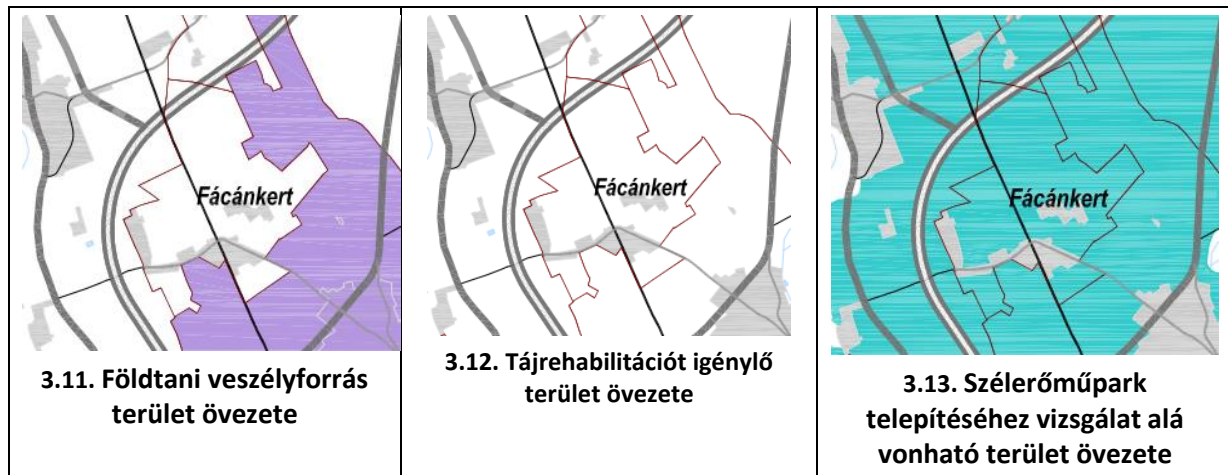 Fácánkert
3.11. Földtani veszélyforrás
terület övezete
Fácánkert
3.12. Tájrehabilitációt igénylő
terület övezete
Fácánkert
3.13. Szélerőműpark
telepítéséhez vizsgálat alá
vonható terület övezete